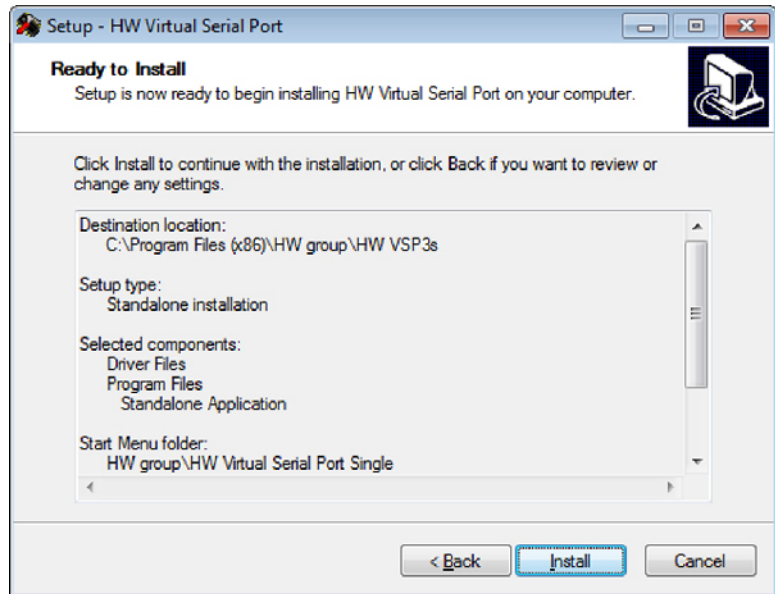 Setup - HW Virtual Serial Port
Ready to Install
Setup is now ready to begin installing HW Virtual Serial Port on your computer.
Click Install to continue with the installation, or click Back if you want to review or
change any settings.
Destination location:
C:\Program Files (x86)\HW group\HW VSP3s
Setup type:
Standalone installation
Selected components:
Driver Files
Program Files
Standalone Application
Start Menu folder:
HW group\HW Virtual Serial Port Single
< Back Install Cancel